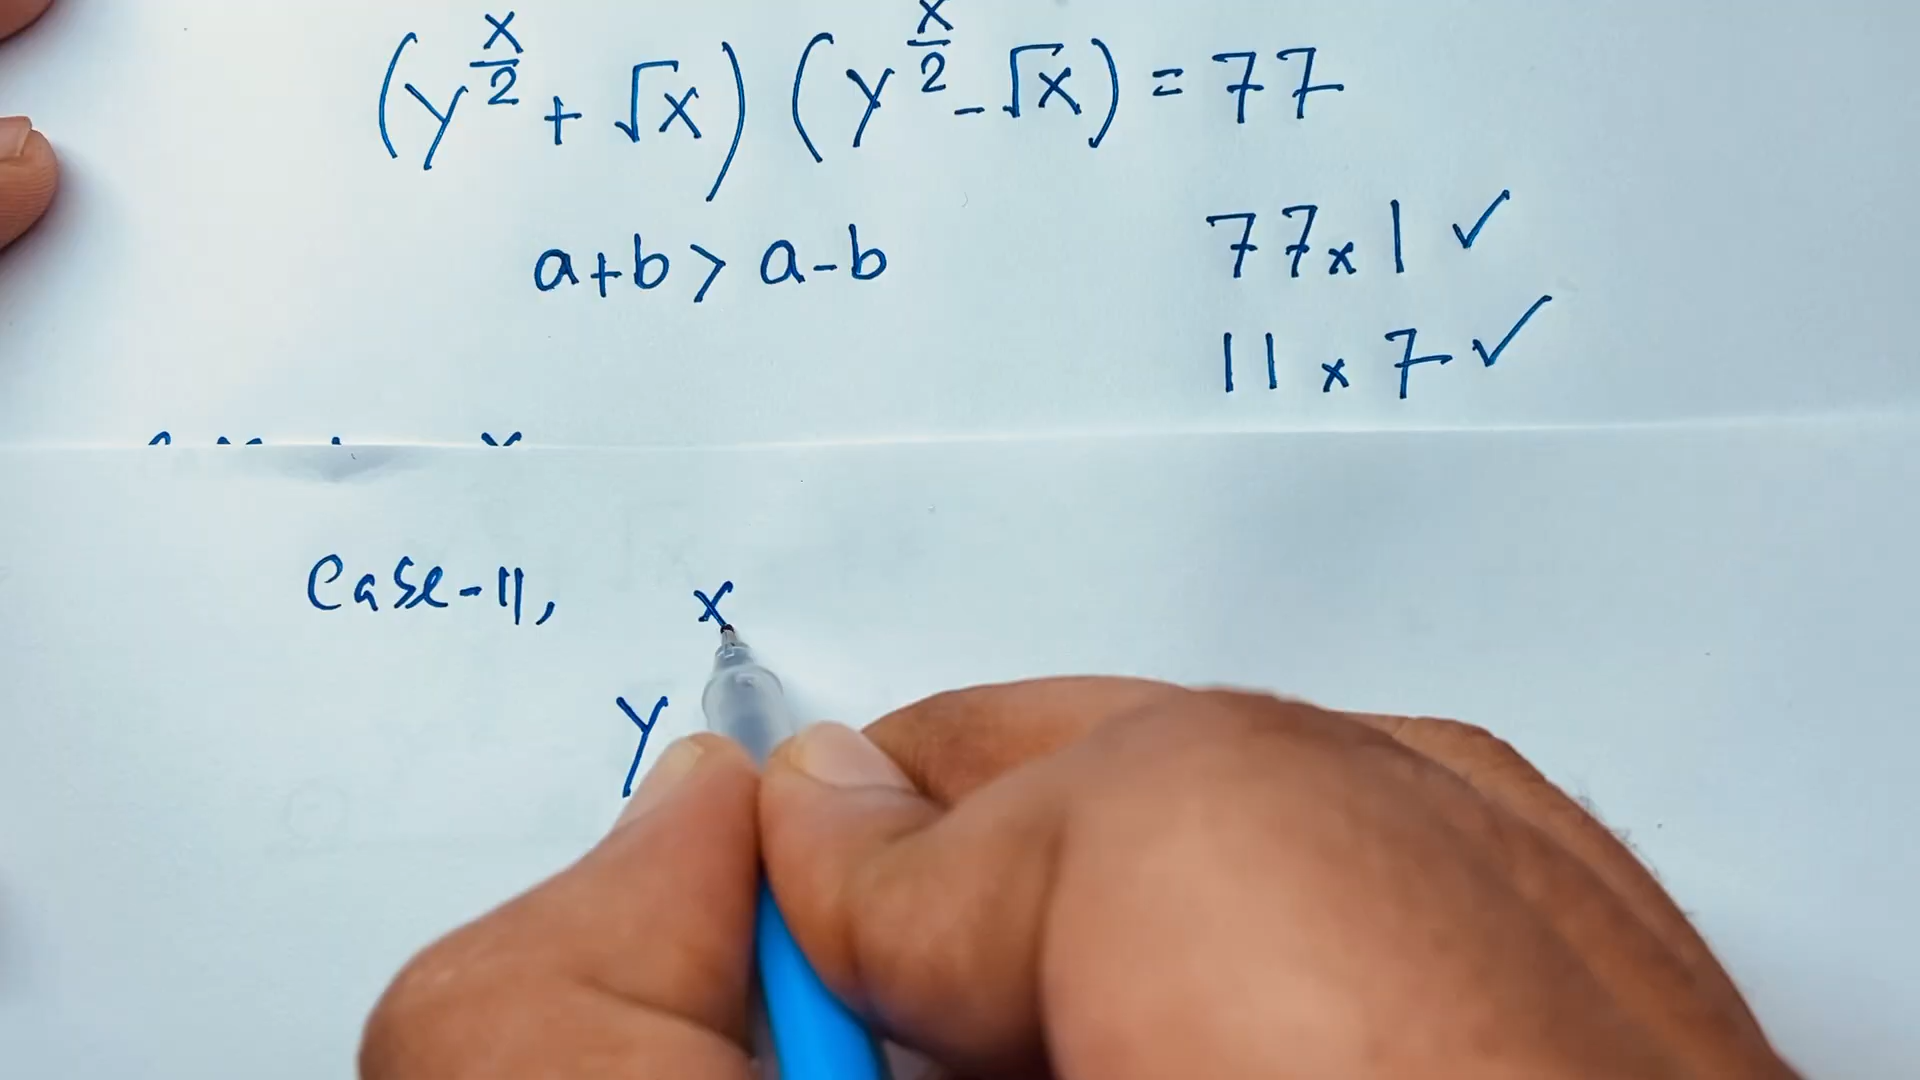 (y^{x/2} + √x) (y^{x/2} - √x) = 77
a+b > a-b 77 x 1 ✓
11 x 7 ✓
Case-II,
y^x